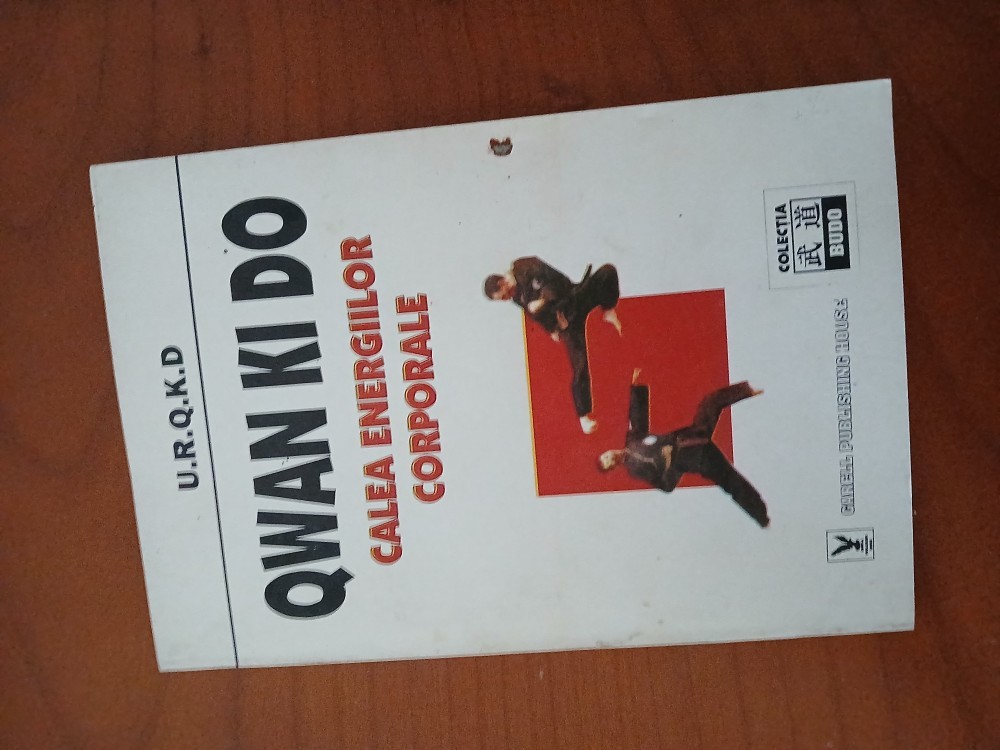 U.R.Q.K.D
QWAN KI DO
CALEA ENERGIILOR
CORPORALE
COLECTIA
武道
BUDO
CARELL PUBLISHING HOUSE